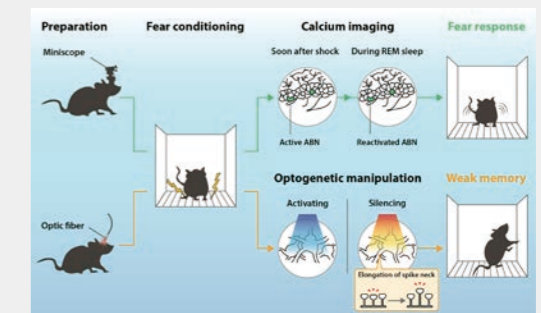 Preparation
Fear conditioning
Calcium imaging
Fear response
Miniscope
Soon after shock
During REM sleep
Active ABN
Reactivated ABN
Optogenetic manipulation
Weak memory
Optic fiber
Activating
Silencing
Elongation of spike neck